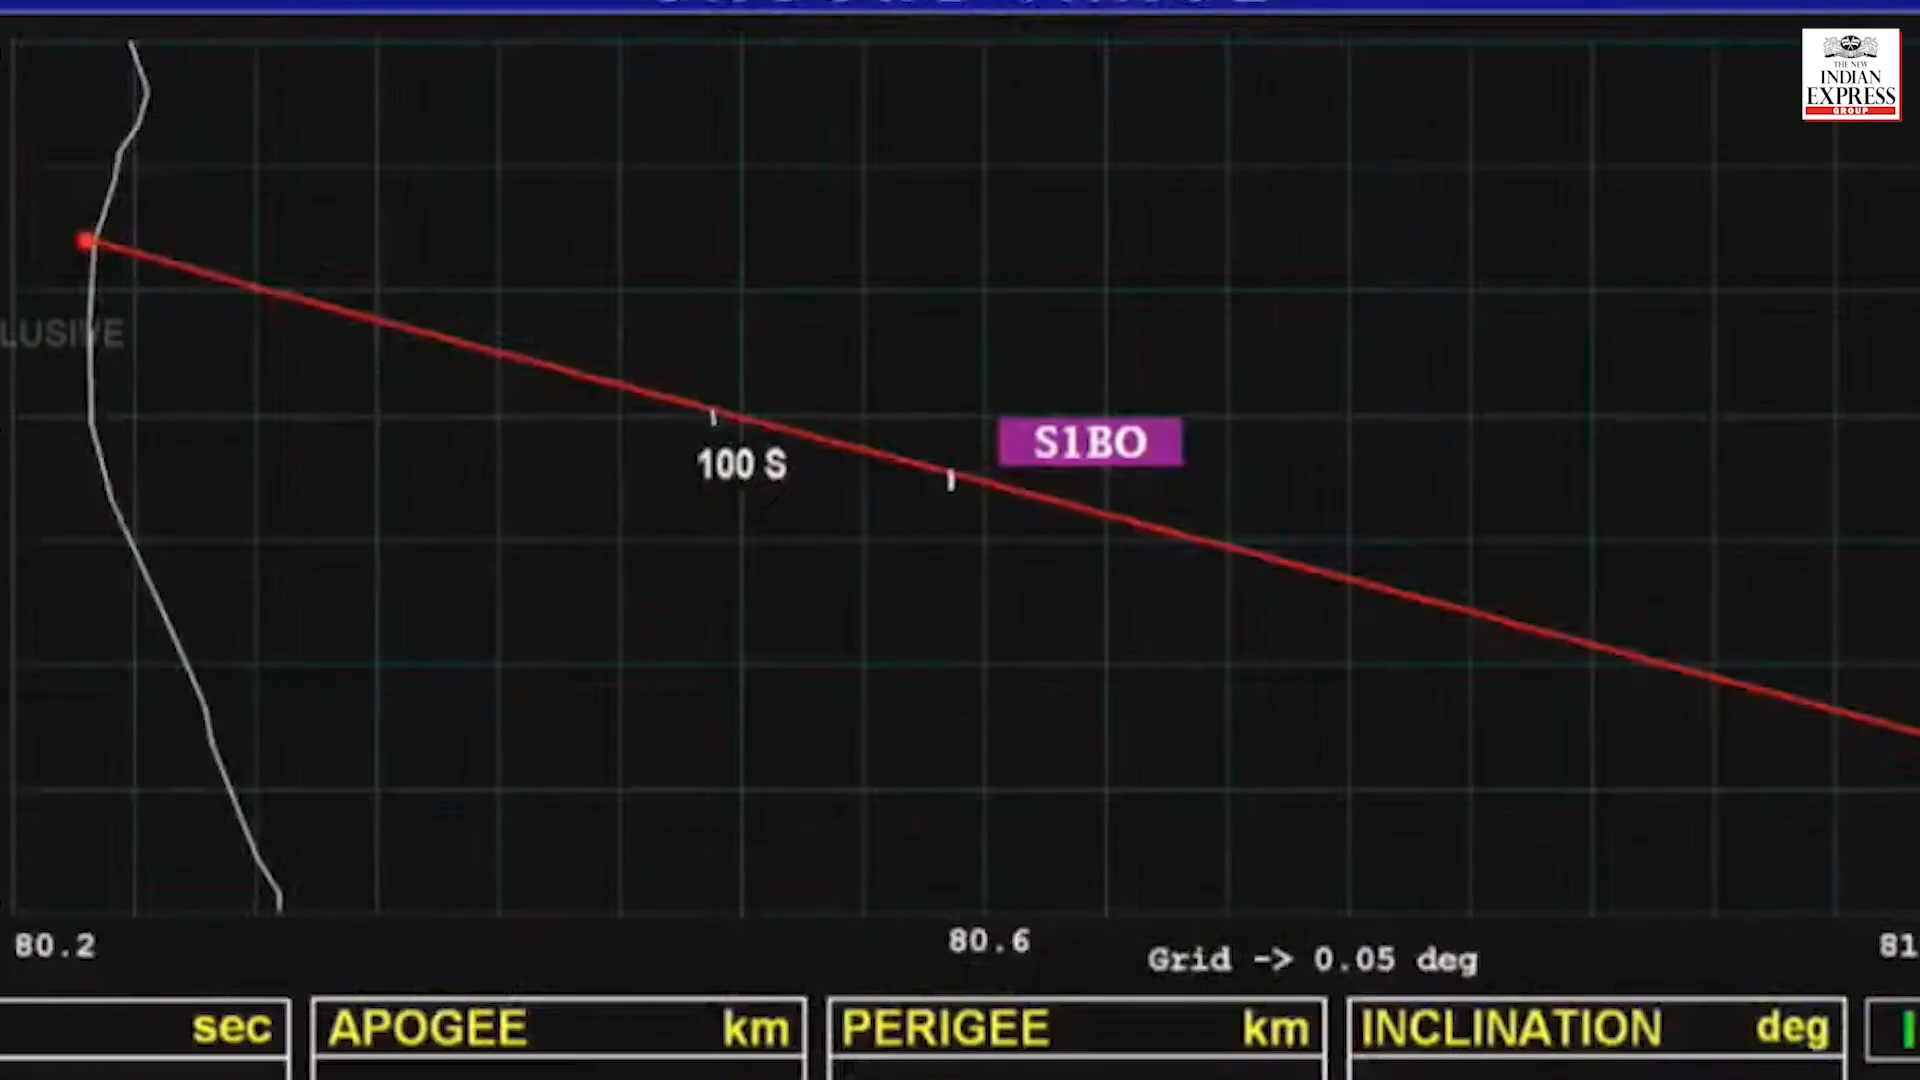 THE NEW
INDIAN
EXPRESS
GROUP
LUSIVE
100 S
S1BO
80.2
80.6
Grid -> 0.05 deg
81
sec
APOGEE km
PERIGEE km
INCLINATION deg